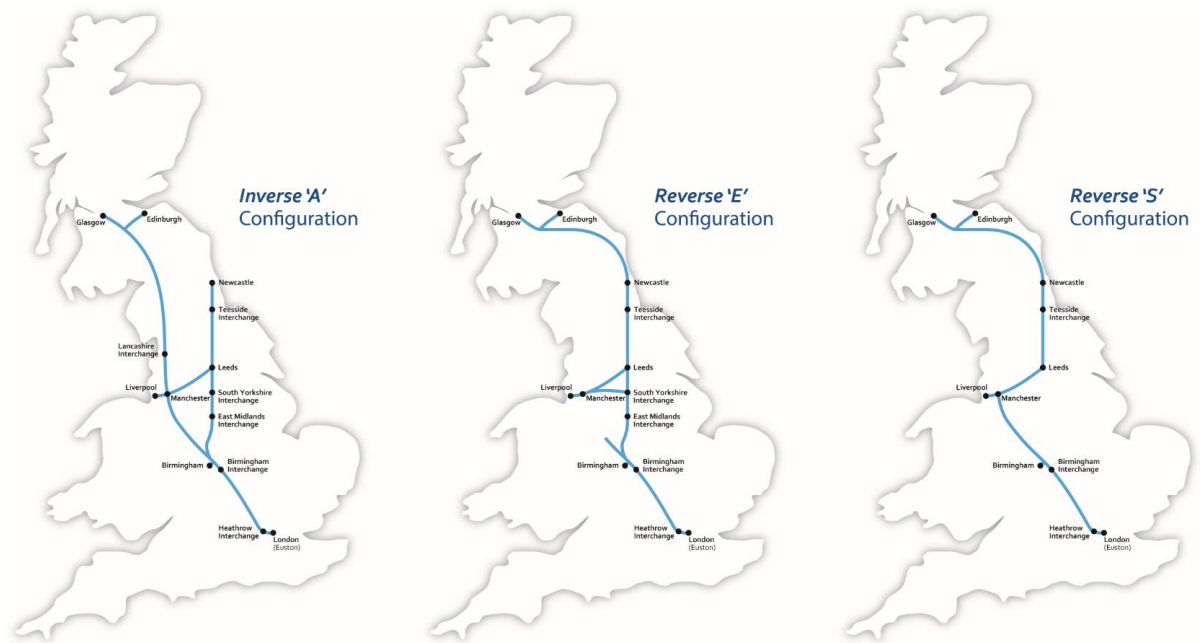 Inverse 'A'
Configuration
Glasgow
Edinburgh
Newcastle
Teesside
Interchange
Lancashire
Interchange
Leeds
Liverpool
Manchester
South Yorkshire
Interchange
East Midlands
Interchange
Birmingham
Birmingham
Interchange
Heathrow
Interchange
London
(Euston)
Reverse 'E'
Configuration
Glasgow
Edinburgh
Newcastle
Teesside
Interchange
Leeds
Liverpool
Manchester
South Yorkshire
Interchange
East Midlands
Interchange
Birmingham
Birmingham
Interchange
Heathrow
Interchange
London
(Euston)
Reverse 'S'
Configuration
Glasgow
Edinburgh
Newcastle
Teesside
Interchange
Leeds
Liverpool
Manchester
Birmingham
Birmingham
Interchange
Heathrow
Interchange
London
(Euston)